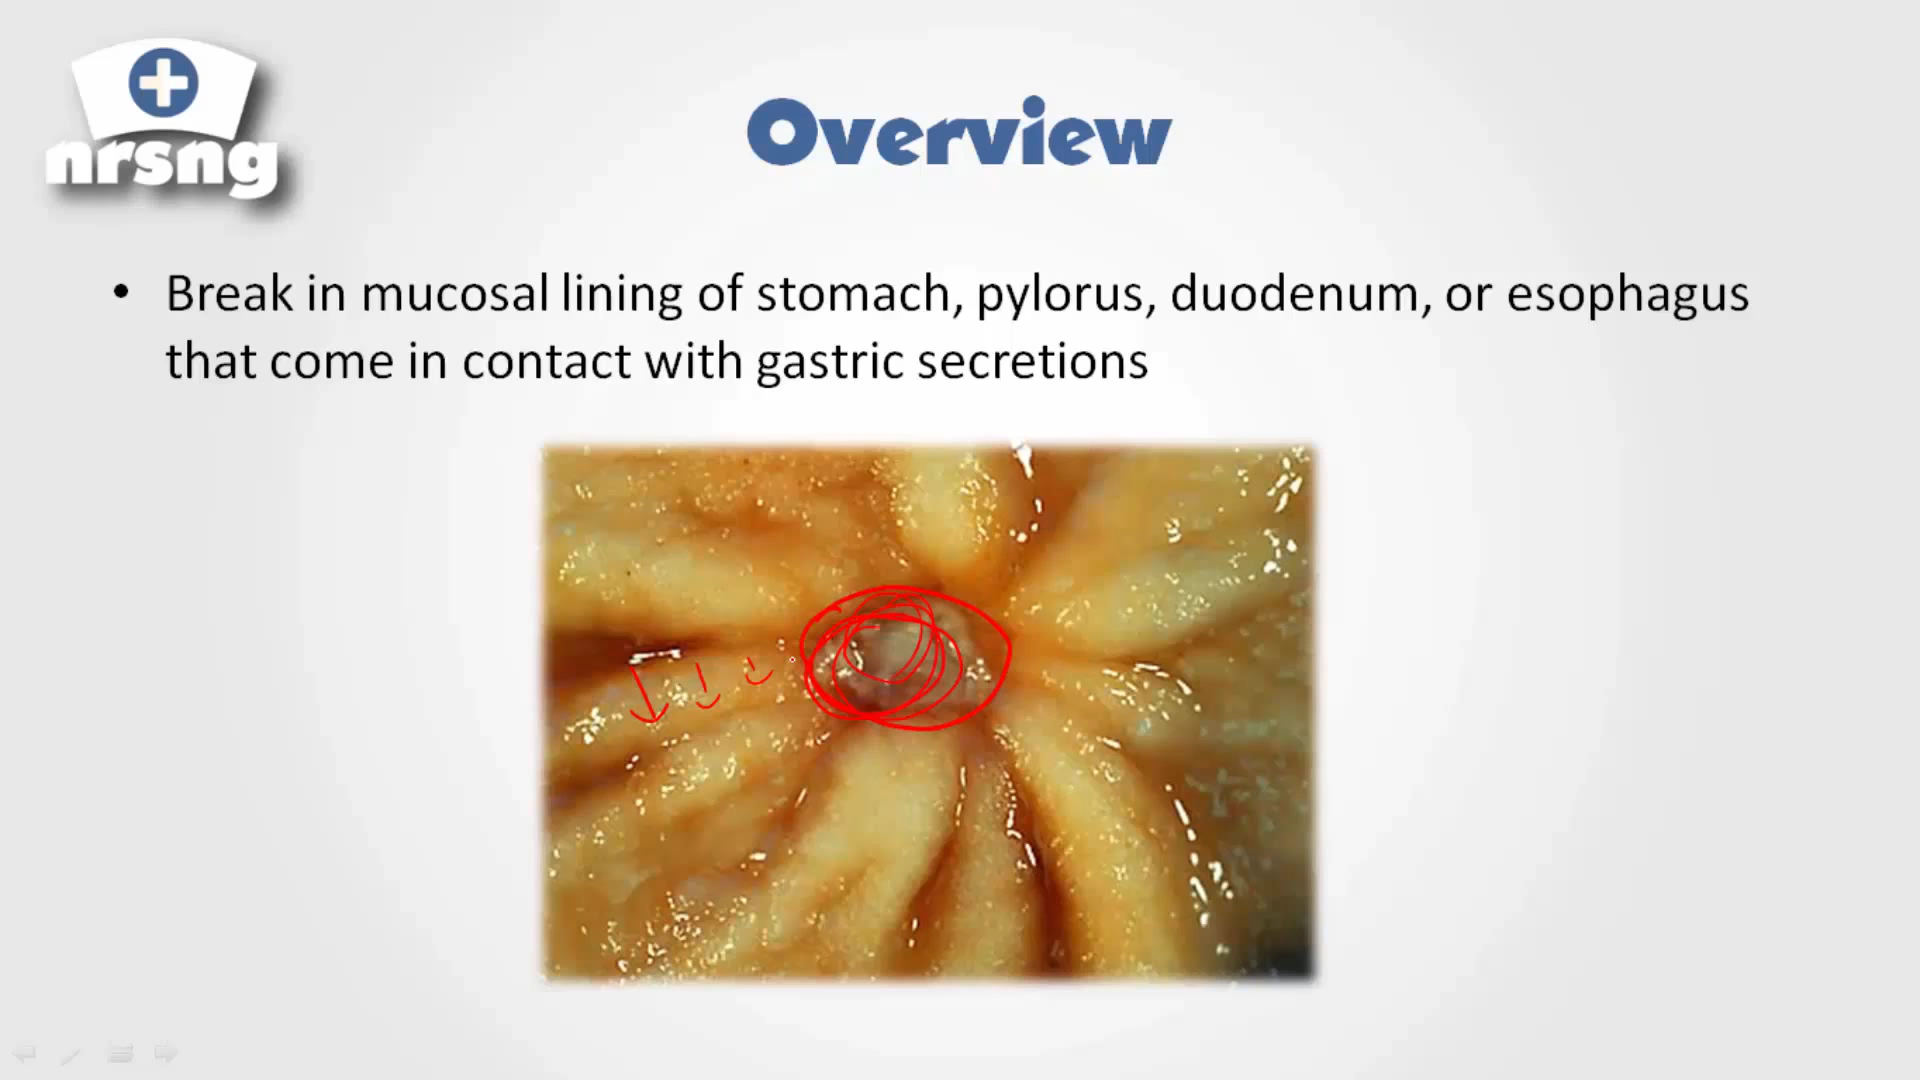 nrsng
Overview
• Break in mucosal lining of stomach, pylorus, duodenum, or esophagus
that come in contact with gastric secretions